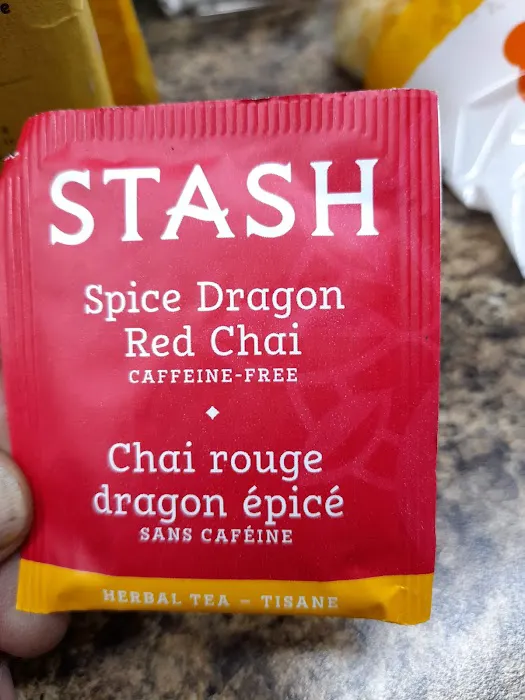 STASH
Spice Dragon
Red Chai
CAFFEINE-FREE
Chai rouge
dragon épicé
SANS CAFÉINE
HERBAL TEA – TISANE